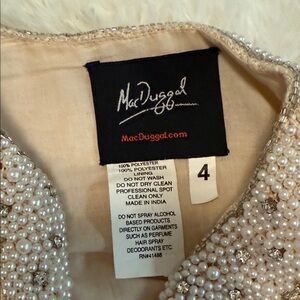 Mac Duggal
MacDuggal.com
100% POLYESTER
100% POLYESTER
LINING
DO NOT WASH
DO NOT DRY CLEAN
PROFESSIONAL SPOT
CLEAN ONLY
MADE IN INDIA
4
DO NOT SPRAY ALCOHOL
BASED PRODUCTS
DIRECTLY ON GARMENTS
SUCH AS PERFUME
HAIR SPRAY
DEODORANTS ETC.
RN#41488